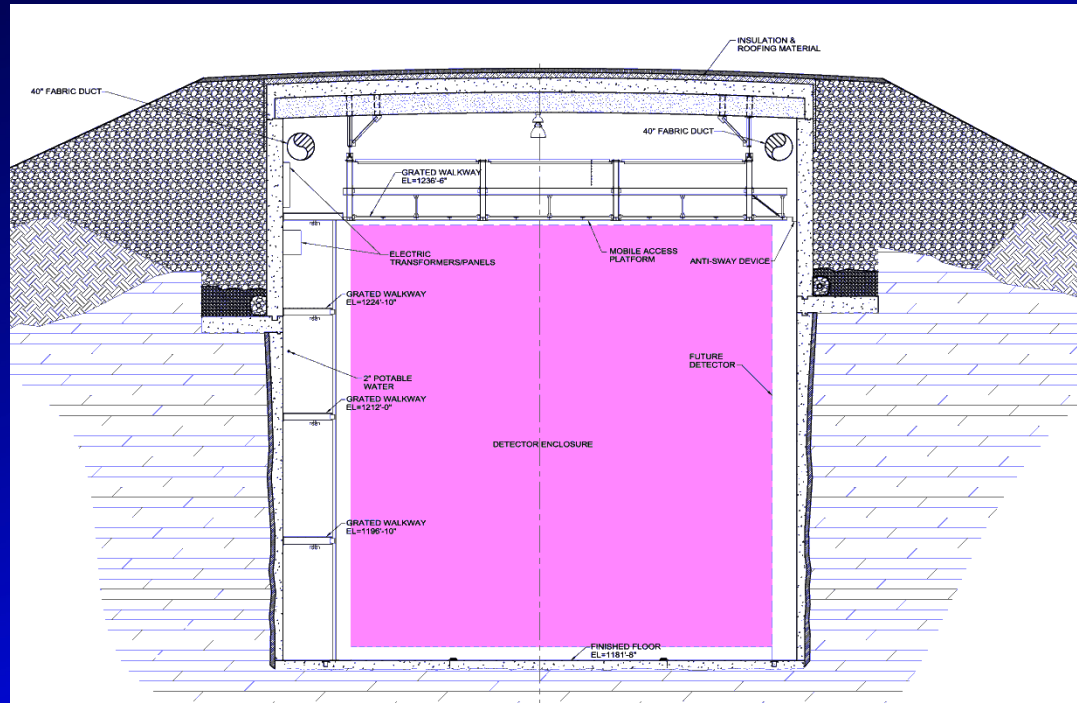 INSULATION &
ROOFING MATERIAL
40" FABRIC DUCT
40" FABRIC DUCT
GRATED WALKWAY
EL=1236'-6"
ELECTRIC
TRANSFORMERS/PANELS
MOBILE ACCESS
PLATFORM
ANTI-SWAY DEVICE
GRATED WALKWAY
EL=1224'-10"
FUTURE
DETECTOR
2" POTABLE
WATER
GRATED WALKWAY
EL=1212'-0"
DETECTOR ENCLOSURE
GRATED WALKWAY
EL=1196'-10"
FINISHED FLOOR
EL=1181'-8"